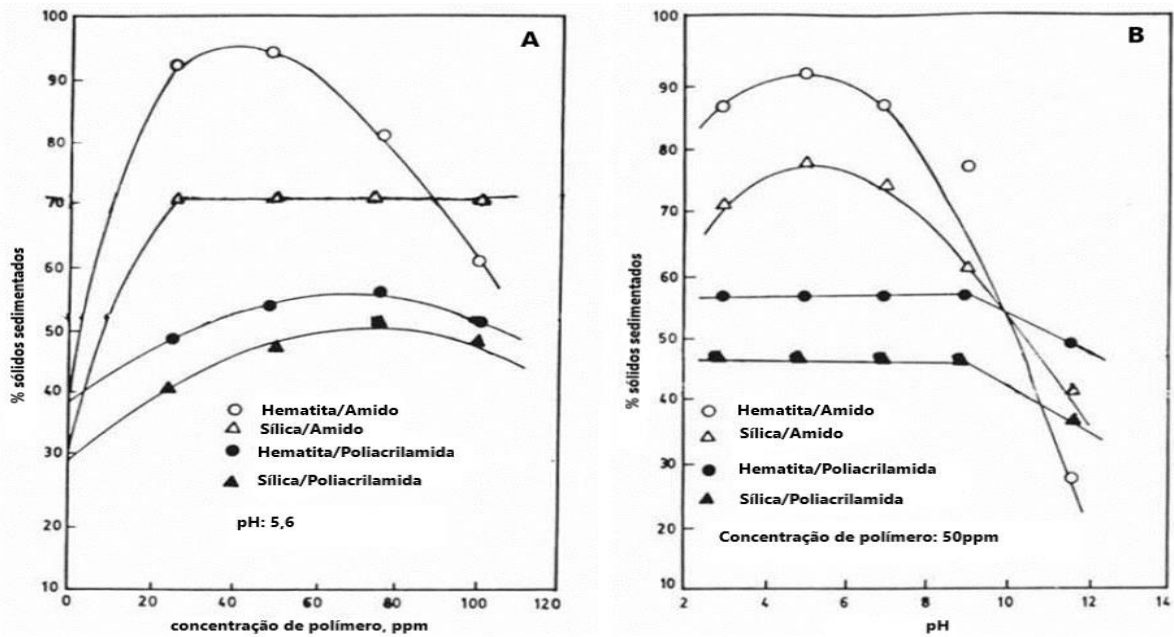 A
% sólidos sedimentados
100
90
80
70
60
50
40
30
20
10
Hematita/Amido
Sílica/Amido
Hematita/Poliacrilamida
Sílica/Poliacrilamida
pH: 5,6
0 20 40 60 80 100 120
concentração de polímero, ppm
B
% sólidos sedimentados
100
90
80
70
60
50
40
30
20
10
Hematita/Amido
Sílica/Amido
Hematita/Poliacrilamida
Sílica/Poliacrilamida
Concentração de polímero: 50ppm
2 4 6 8 10 12 14
pH